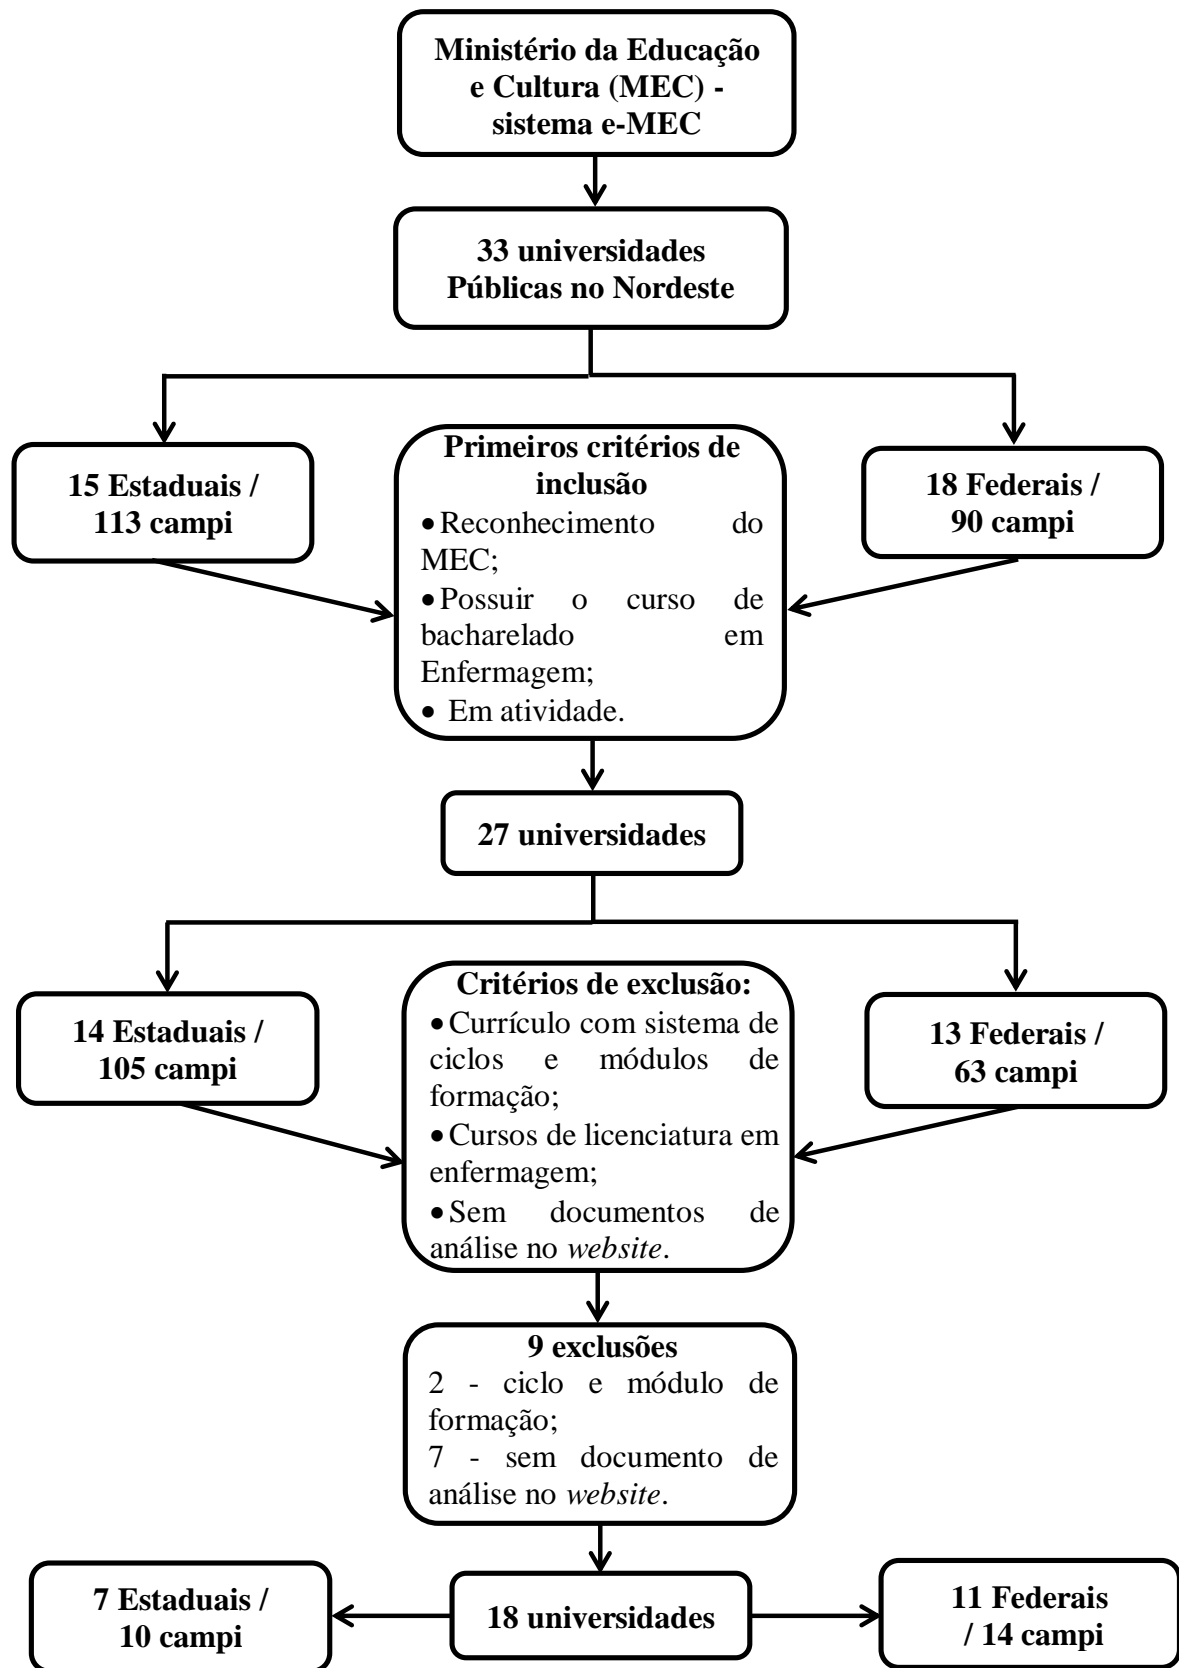 Ministério da Educação
e Cultura (MEC) -
sistema e-MEC
33 universidades
Públicas no Nordeste
15 Estaduais /
113 campi
Primeiros critérios de
inclusão
• Reconhecimento do
MEC;
• Possuir o curso de
bacharelado em
Enfermagem;
• Em atividade.
18 Federais /
90 campi
27 universidades
14 Estaduais /
105 campi
Critérios de exclusão:
• Currículo com sistema de
ciclos e módulos de
formação;
• Cursos de licenciatura em
enfermagem;
• Sem documentos de
análise no website.
13 Federais /
63 campi
9 exclusões
2 - ciclo e módulo de
formação;
7 - sem documento de
análise no website.
7 Estaduais /
10 campi
18 universidades
11 Federais
/ 14 campi